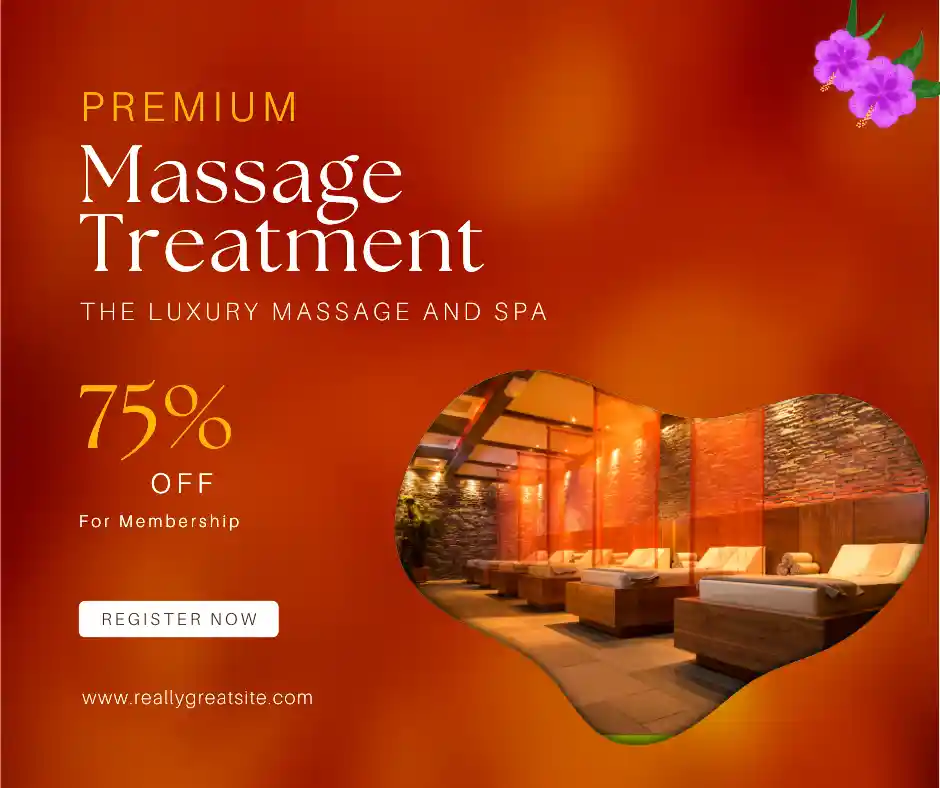 PREMIUM
Massage
Treatment
THE LUXURY MASSAGE AND SPA
75%
OFF
For Membership
REGISTER NOW
www.reallygreatsite.com